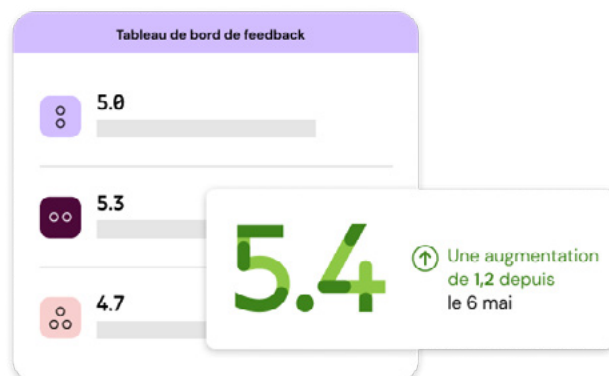 Tableau de bord de feedback
5.0
5.3
4.7
5.4
Une augmentation
de 1,2 depuis
le 6 mai